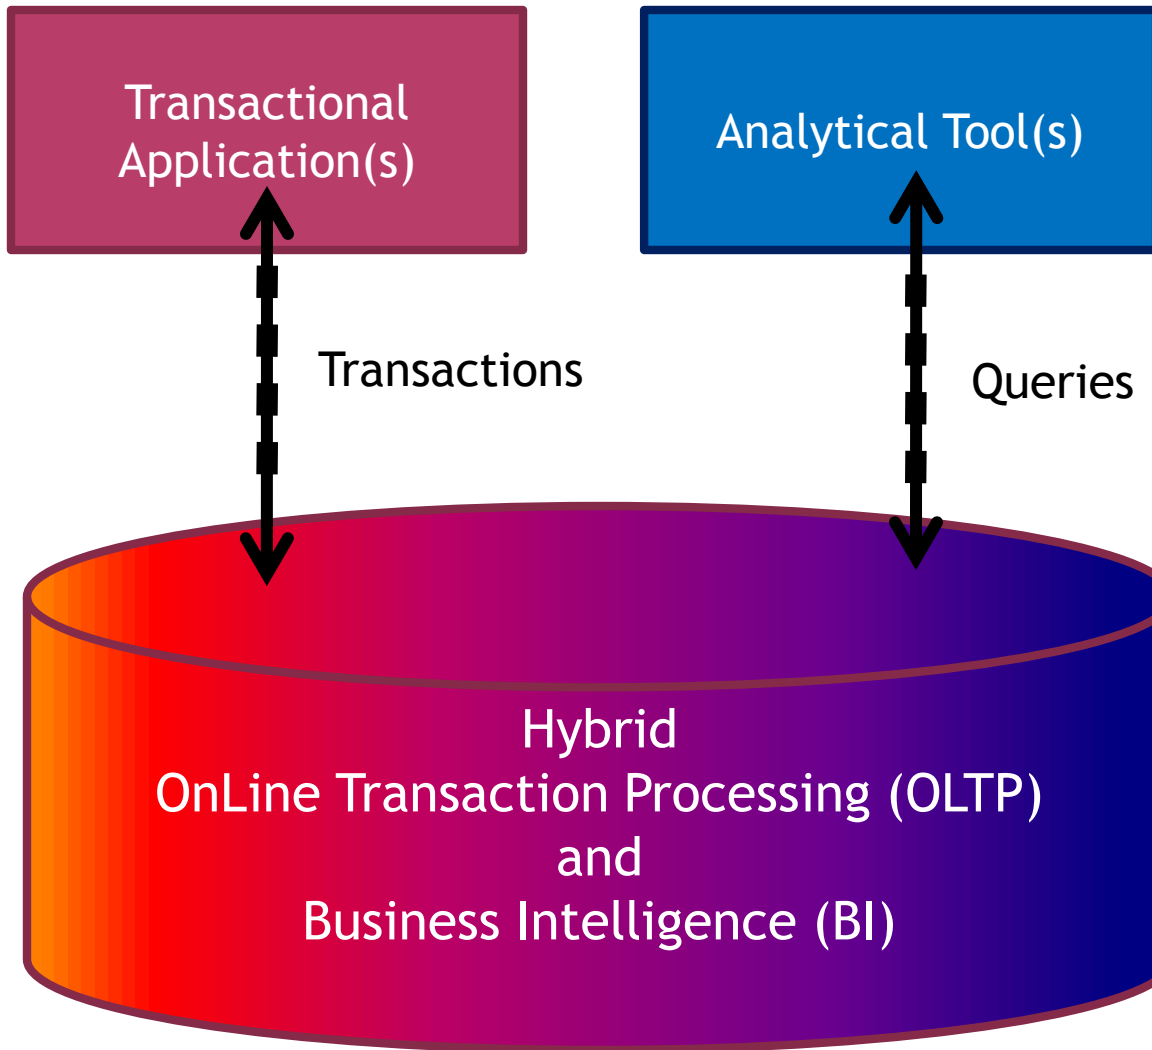 Transactional
Application(s)
Analytical Tool(s)
Transactions
Queries
Hybrid
OnLine Transaction Processing (OLTP)
and
Business Intelligence (BI)